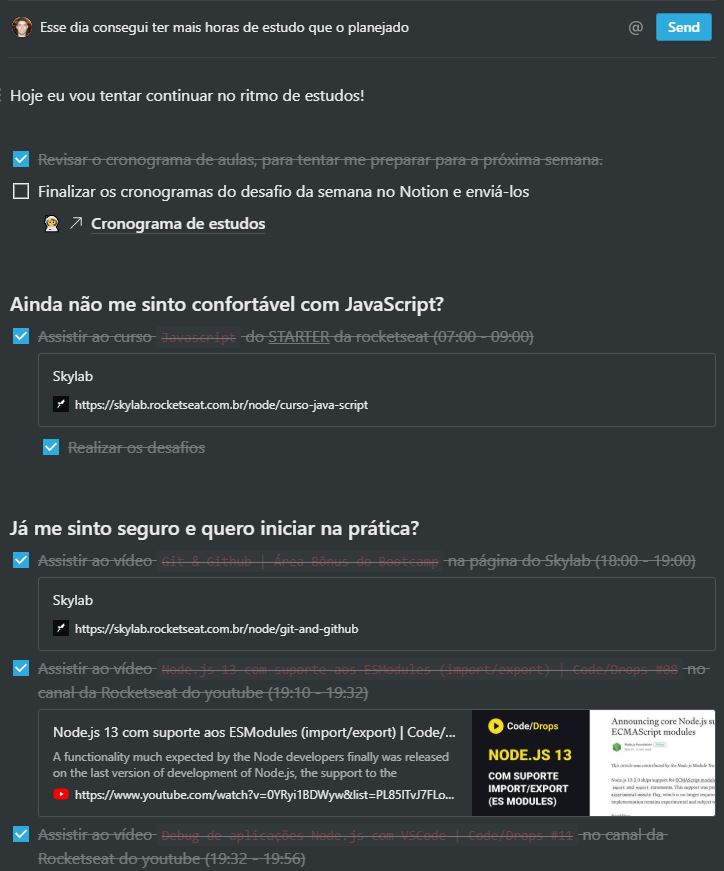 Esse dia consegui ter mais horas de estudo que o planejado
@
Send
Hoje eu vou tentar continuar no ritmo de estudos!
Revisar o cronograma de aulas, para tentar me preparar para a próxima semana.
Finalizar os cronogramas do desafio da semana no Notion e enviá-los
Cronograma de estudos
Ainda não me sinto confortável com JavaScript?
Assistir ao curso Javascript do STARTER da rocketseat (07:00 - 09:00)
Skylab
https://skylab.rocketseat.com.br/node/curso-java-script
Realizar os desafios
Já me sinto seguro e quero iniciar na prática?
Assistir ao vídeo Git & Github | Área Bônus do Bootcamp na página do Skylab (18:00 - 19:00)
Skylab
https://skylab.rocketseat.com.br/node/git-and-github
Assistir ao vídeo Node.js 13 com suporte aos ESModules (import/export) | Code/Drops #08 no
canal da Rocketseat do youtube (19:10 - 19:32)
Node.js 13 com suporte aos ESModules (import/export) | Code/...
A functionality much expected by the Node developers finally was released
on the last version of development of Node.js, the support to the
https://www.youtube.com/watch?v=0YRyi1BDWyw&list=PL85ITvJ7FLo...
Code/Drops
NODE.JS 13
COM SUPORTE
IMPORT/EXPORT
(ES MODULES)
Announcing core Node.js su
ECMAScript modules
Assistir ao vídeo Debug de aplicações Node.js com VSCode | Code/Drops #11 no canal da
Rocketseat do youtube (19:32 - 19:56)